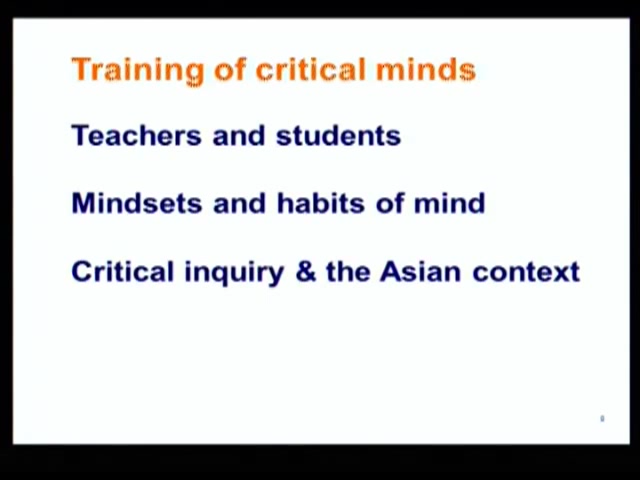 Training of critical minds
Teachers and students
Mindsets and habits of mind
Critical inquiry & the Asian context